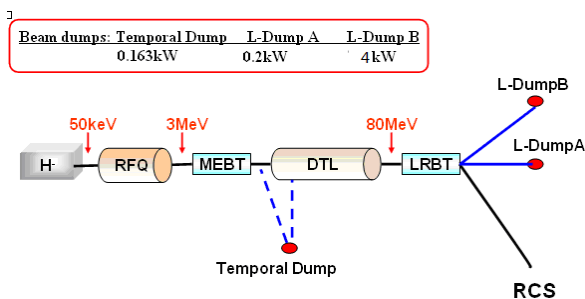 Beam dumps: Temporal Dump L-Dump A L-Dump B
0.163kW 0.2kW 4kW
L-DumpB
50keV 3MeV 80MeV
L-DumpA
H- RFQ MEBT DTL LRBT
Temporal Dump
RCS